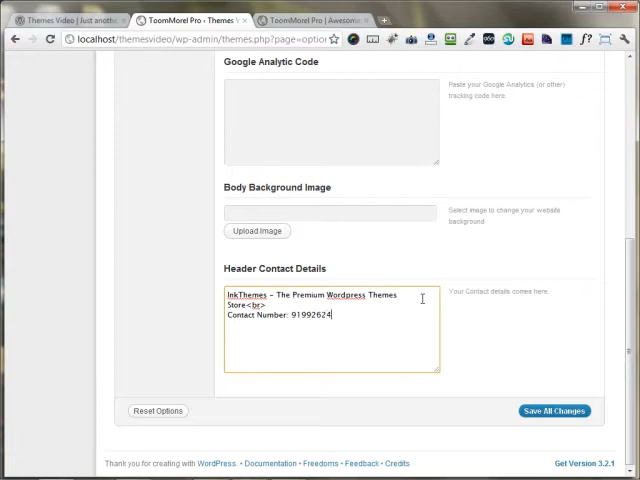 Themes Video | Just anoth
ToomMorel Pro ‹ Themes V
ToomMorel Pro | Awesome
localhost/themesvideo/wp-admin/themes.php?page=optio
Google Analytic Code
Paste your Google Analytics (or other)
tracking code here.
Body Background Image
Select image to change your website
background
Upload Image
Header Contact Details
InkThemes - The Premium Wordpress Themes
Store<br>
Contact Number: 91992624
Your Contact details comes here.
Reset Options
Save All Changes
Thank you for creating with WordPress. • Documentation • Freedoms • Feedback • Credits
Get Version 3.2.1